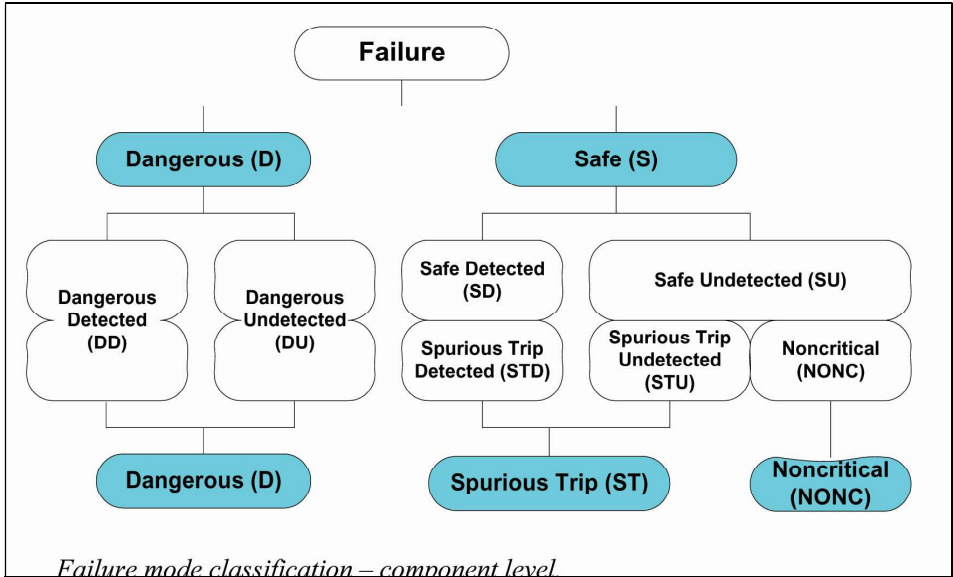 Failure
Dangerous (D)
Safe (S)
Dangerous
Detected
(DD)
Dangerous
Undetected
(DU)
Safe Detected
(SD)
Safe Undetected (SU)
Spurious Trip
Detected (STD)
Spurious Trip
Undetected
(STU)
Noncritical
(NONC)
Dangerous (D)
Spurious Trip (ST)
Noncritical
(NONC)
Failure mode classification – component level.